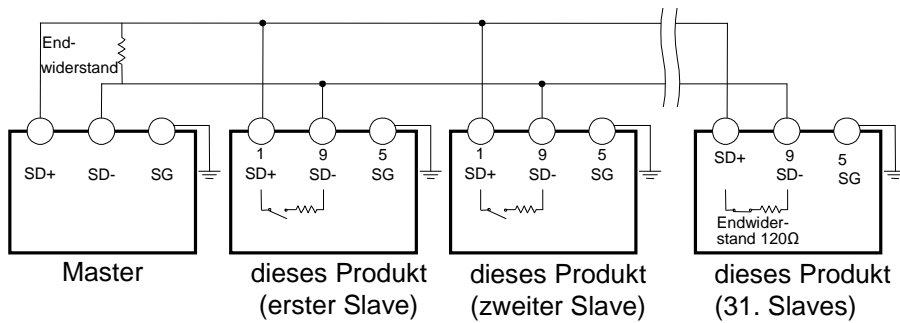 End-
widerstand
SD+ SD- SG
1 9 5
SD+ SD- SG
1 9 5
SD+ SD- SG
SD+ 9 5
SD- SG
Endwider-
stand 120Ω
Master
dieses Produkt
(erster Slave)
dieses Produkt
(zweiter Slave)
dieses Produkt
(31. Slaves)